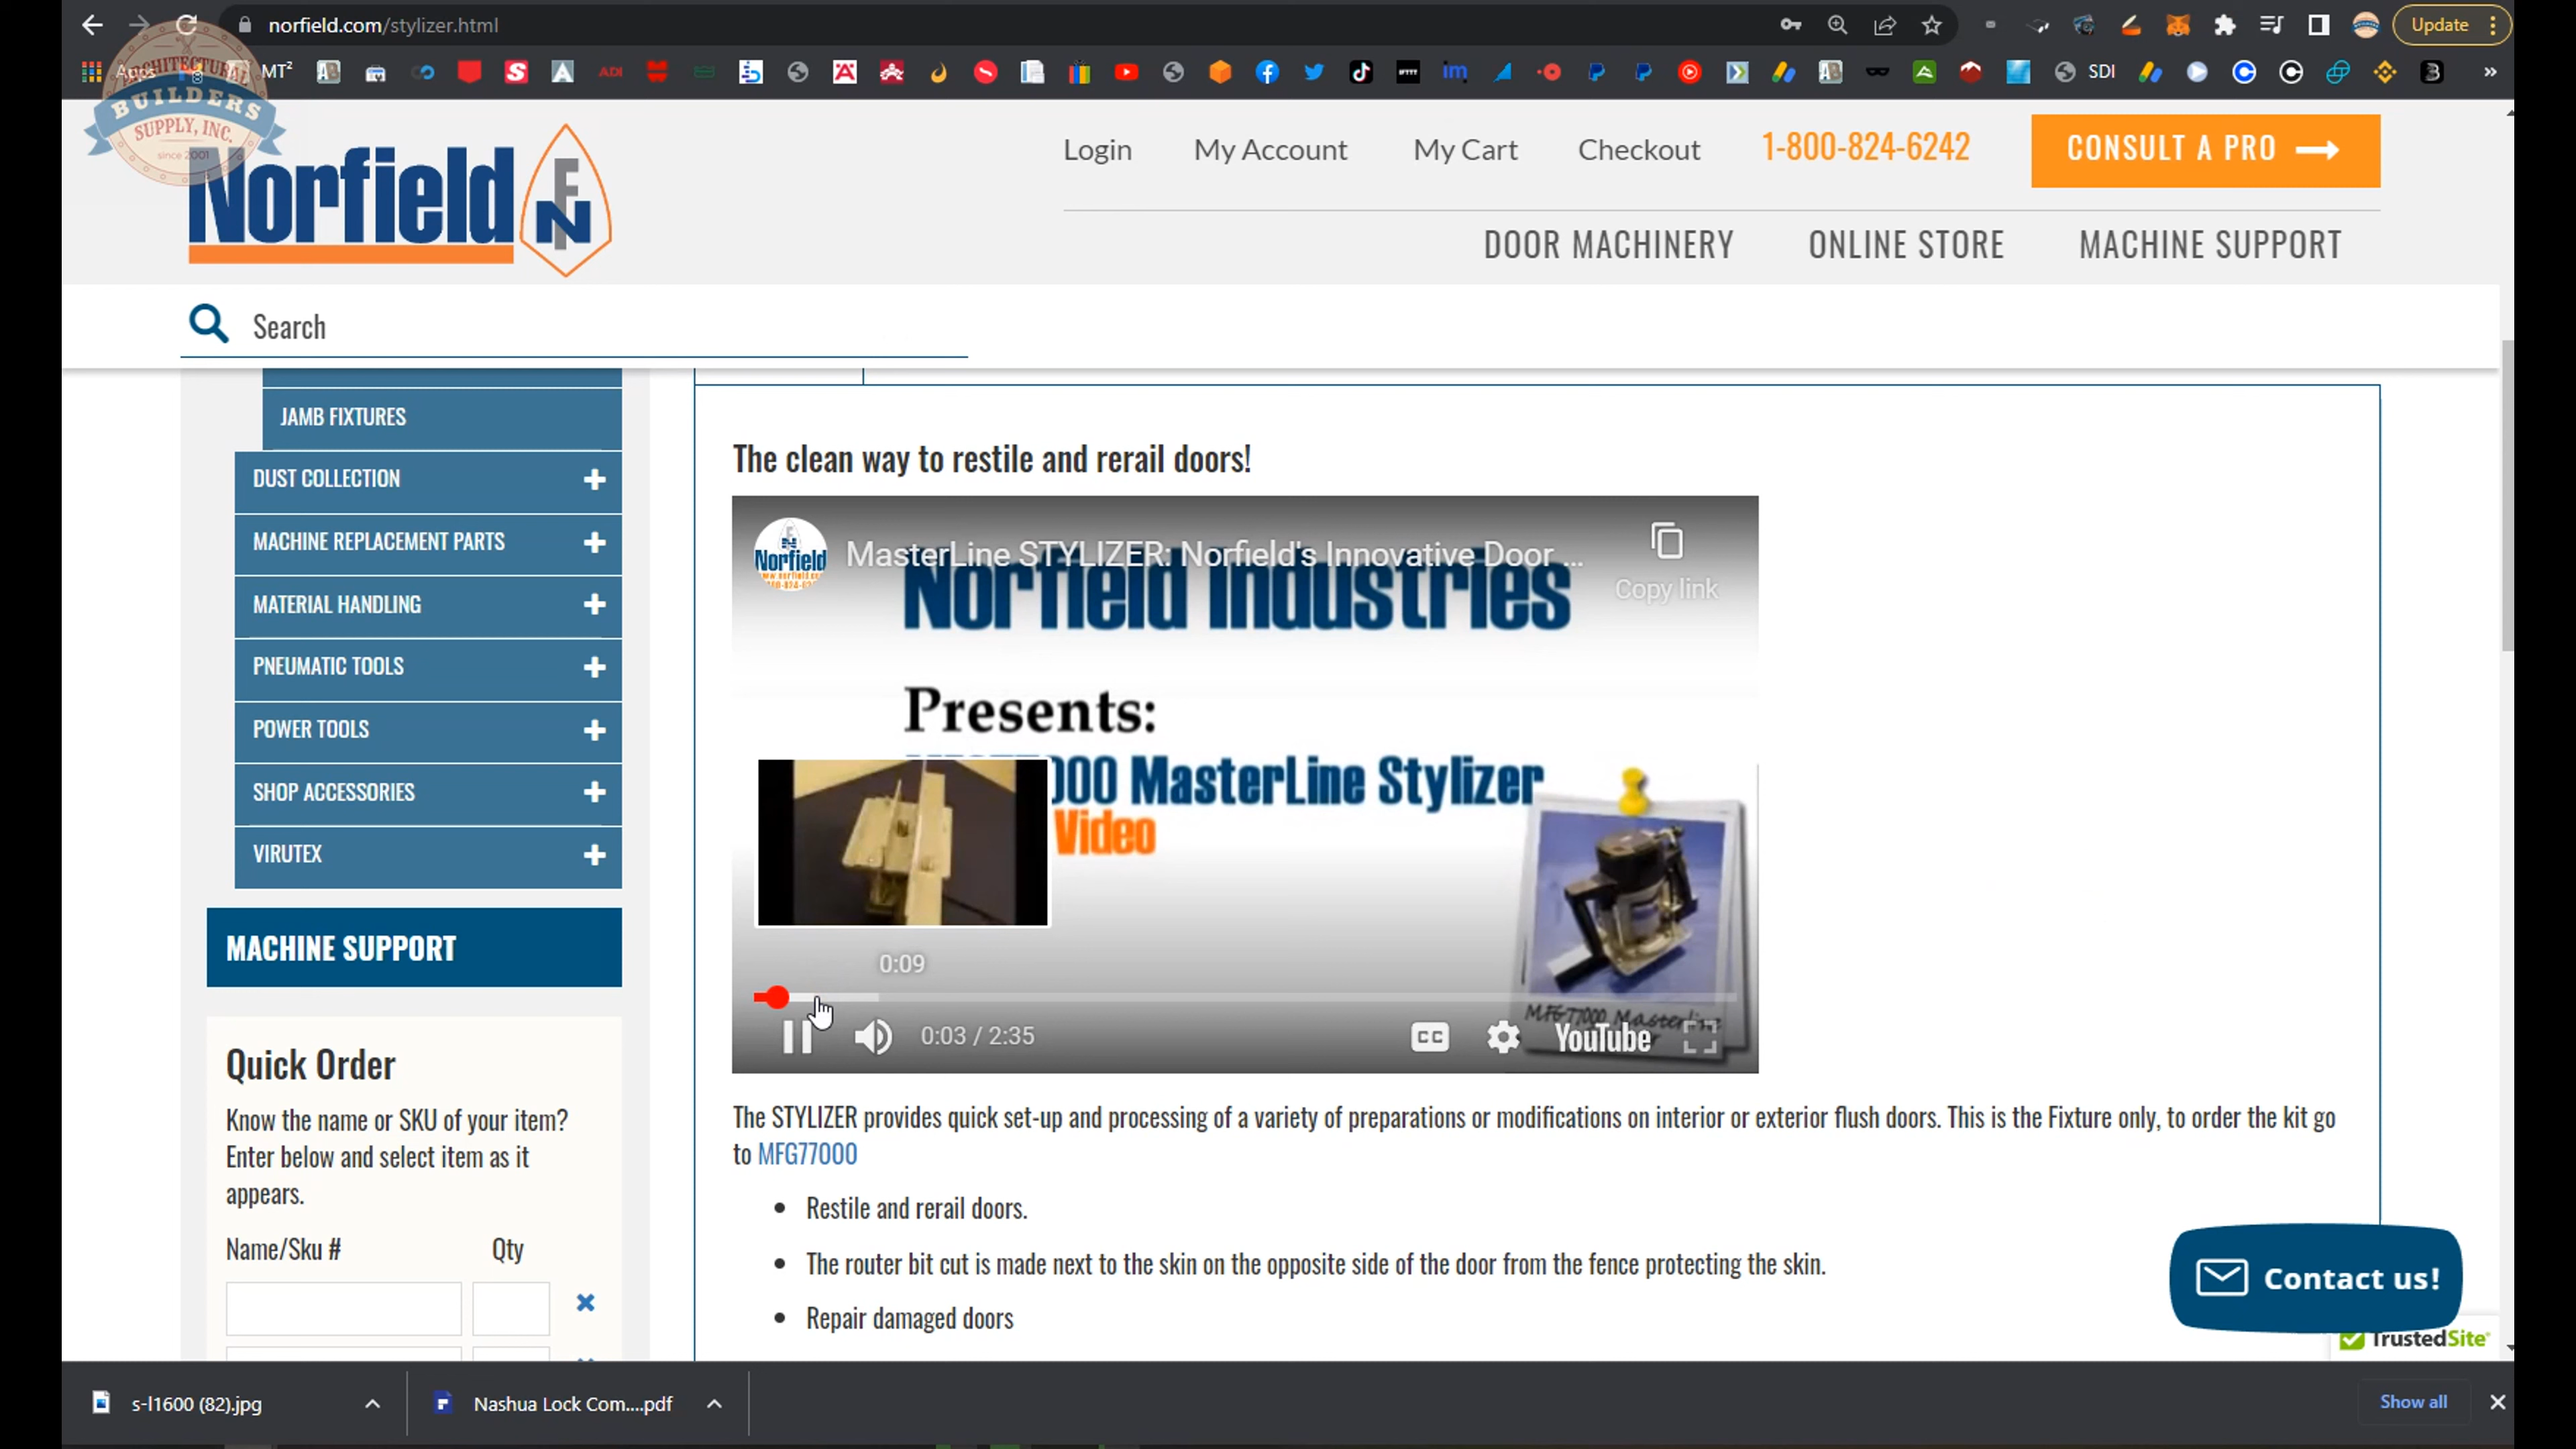 norfield.com/stylizer.html
Update
Apps
MT²
ADI
SDI
ARCHITECTURAL
BUILDERS
SUPPLY, INC.
since 2001
Norfield
FN
Login
My Account
My Cart
Checkout
1-800-824-6242
CONSULT A PRO
DOOR MACHINERY
ONLINE STORE
MACHINE SUPPORT
Search
JAMB FIXTURES
DUST COLLECTION
MACHINE REPLACEMENT PARTS
MATERIAL HANDLING
PNEUMATIC TOOLS
POWER TOOLS
SHOP ACCESSORIES
VIRUTEX
MACHINE SUPPORT
Quick Order
Know the name or SKU of your item?
Enter below and select item as it
appears.
Name/Sku #
Qty
The clean way to restile and rerail doors!
Norfield
MasterLine STYLIZER: Norfield's Innovative Door ...
Copy link
Norfield Industries
Presents:
000 MasterLine Stylizer
Video
MFG77000 Masterline
0:09
0:03 / 2:35
CC
YouTube
The STYLIZER provides quick set-up and processing of a variety of preparations or modifications on interior or exterior flush doors. This is the Fixture only, to order the kit go
to MFG77000
Restile and rerail doors.
The router bit cut is made next to the skin on the opposite side of the door from the fence protecting the skin.
Repair damaged doors
Contact us!
TrustedSite
s-l1600 (82).jpg
Nashua Lock Com....pdf
Show all